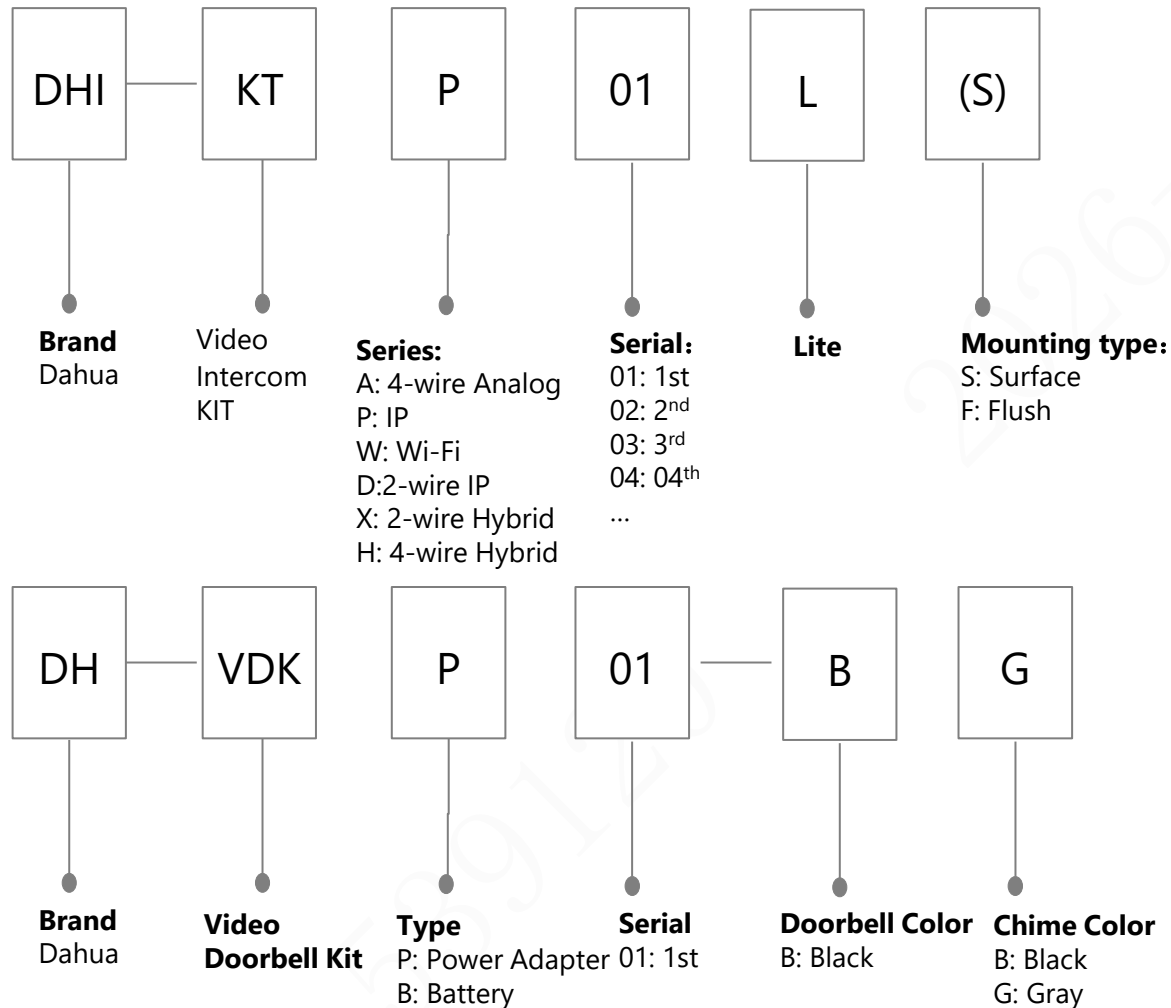 DHI KT P 01 L (S)
Brand
Dahua
Video
Intercom
KIT
Series:
A: 4-wire Analog
P: IP
W: Wi-Fi
D:2-wire IP
X: 2-wire Hybrid
H: 4-wire Hybrid
Serial：
01: 1st
02: 2nd
03: 3rd
04: 04th
...
Lite
Mounting type：
S: Surface
F: Flush
DH VDK P 01 B G
Brand
Dahua
Video
Doorbell Kit
Type
P: Power Adapter
B: Battery
Serial
01: 1st
Doorbell Color
B: Black
Chime Color
B: Black
G: Gray